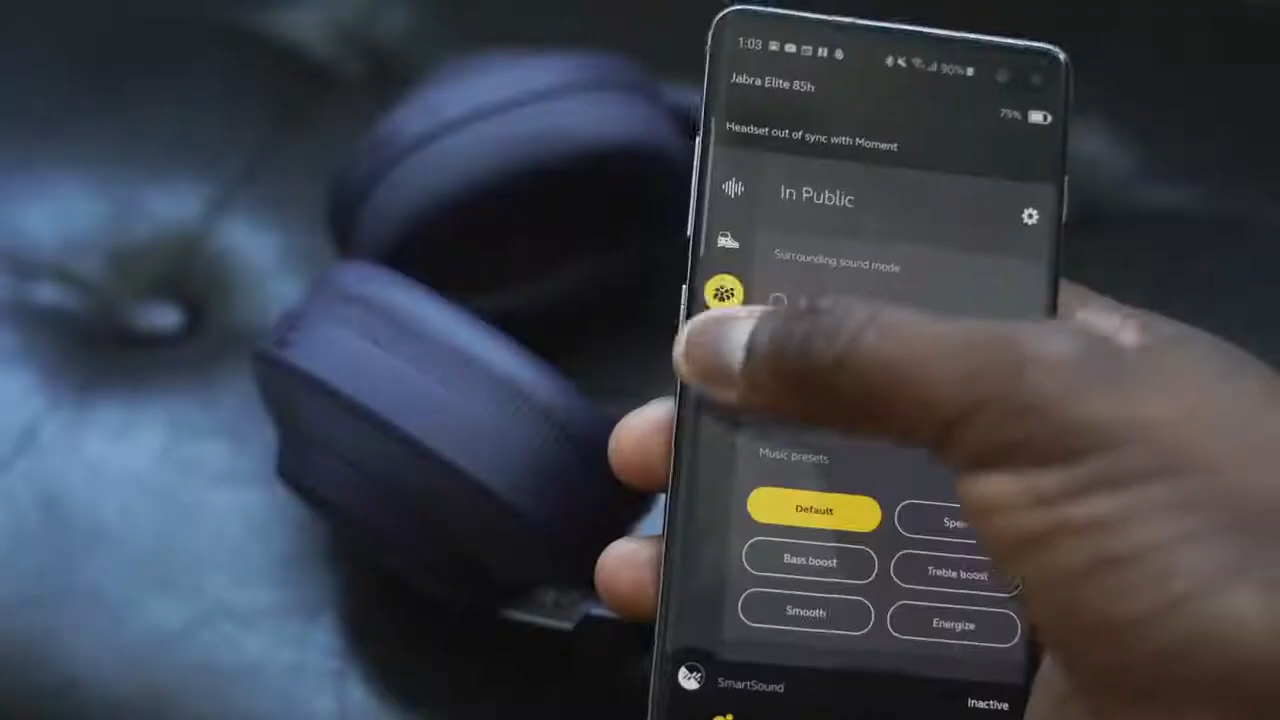 1:03 90%
Jabra Elite 85h
75%
Headset out of sync with Moment
In Public
Surrounding sound mode
Music presets
Default
Bass boost Treble boost
Smooth Energize
SmartSound Inactive